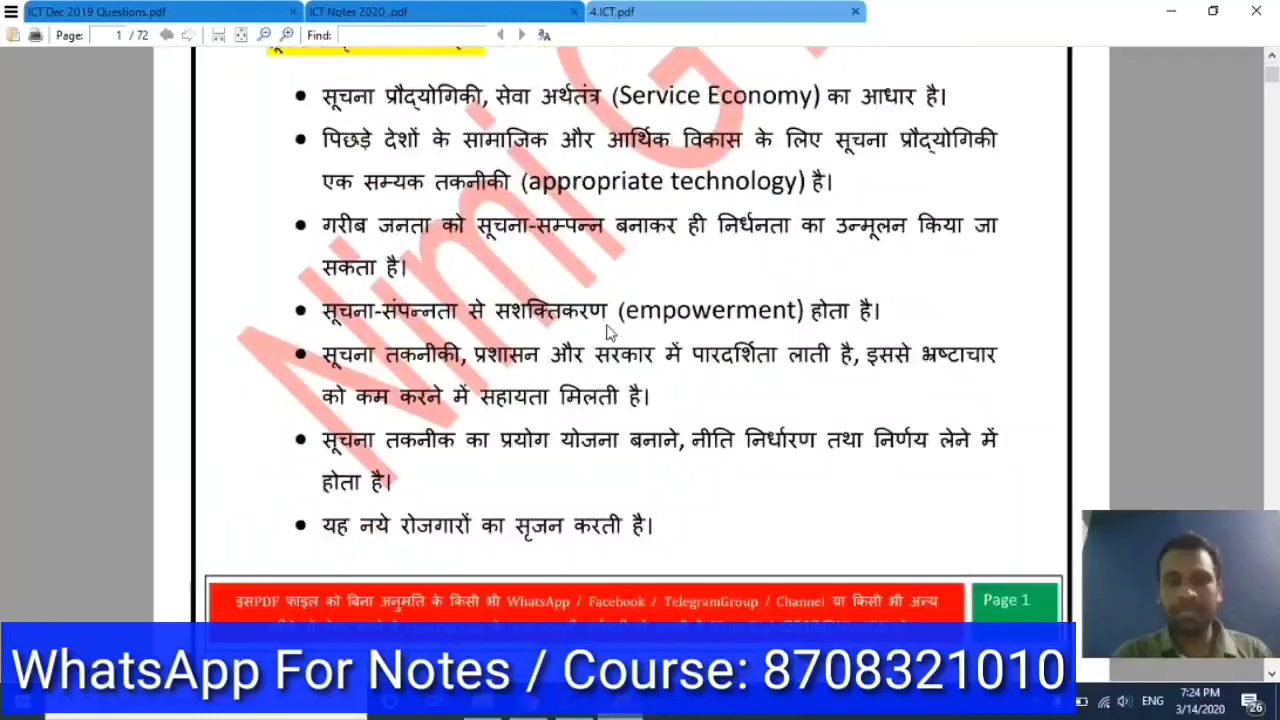 ICT Dec 2019 Questions.pdf
ICT Notes 2020 .pdf
4.ICT.pdf
Page: 1 / 72 Find:
सूचना प्रौद्योगिकी, सेवा अर्थतंत्र (Service Economy) का आधार है।
पिछड़े देशों के सामाजिक और आर्थिक विकास के लिए सूचना प्रौद्योगिकी
एक सम्यक तकनीकी (appropriate technology) है।
गरीब जनता को सूचना-सम्पन्न बनाकर ही निर्धनता का उन्मूलन किया जा
सकता है।
सूचना-संपन्नता से सशक्तिकरण (empowerment) होता है।
सूचना तकनीकी, प्रशासन और सरकार में पारदर्शिता लाती है, इससे भ्रष्टाचार
को कम करने में सहायता मिलती है।
सूचना तकनीक का प्रयोग योजना बनाने, नीति निर्धारण तथा निर्णय लेने में
होता है।
यह नये रोजगारों का सृजन करती है।
इसPDF फाइल को बिना अनुमति के किसी भी WhatsApp / Facebook / TelegramGroup / Channel या किसी भी अन्य
Page 1
WhatsApp For Notes / Course: 8708321010
ENG
7:24 PM
3/14/2020
26
Nimi G